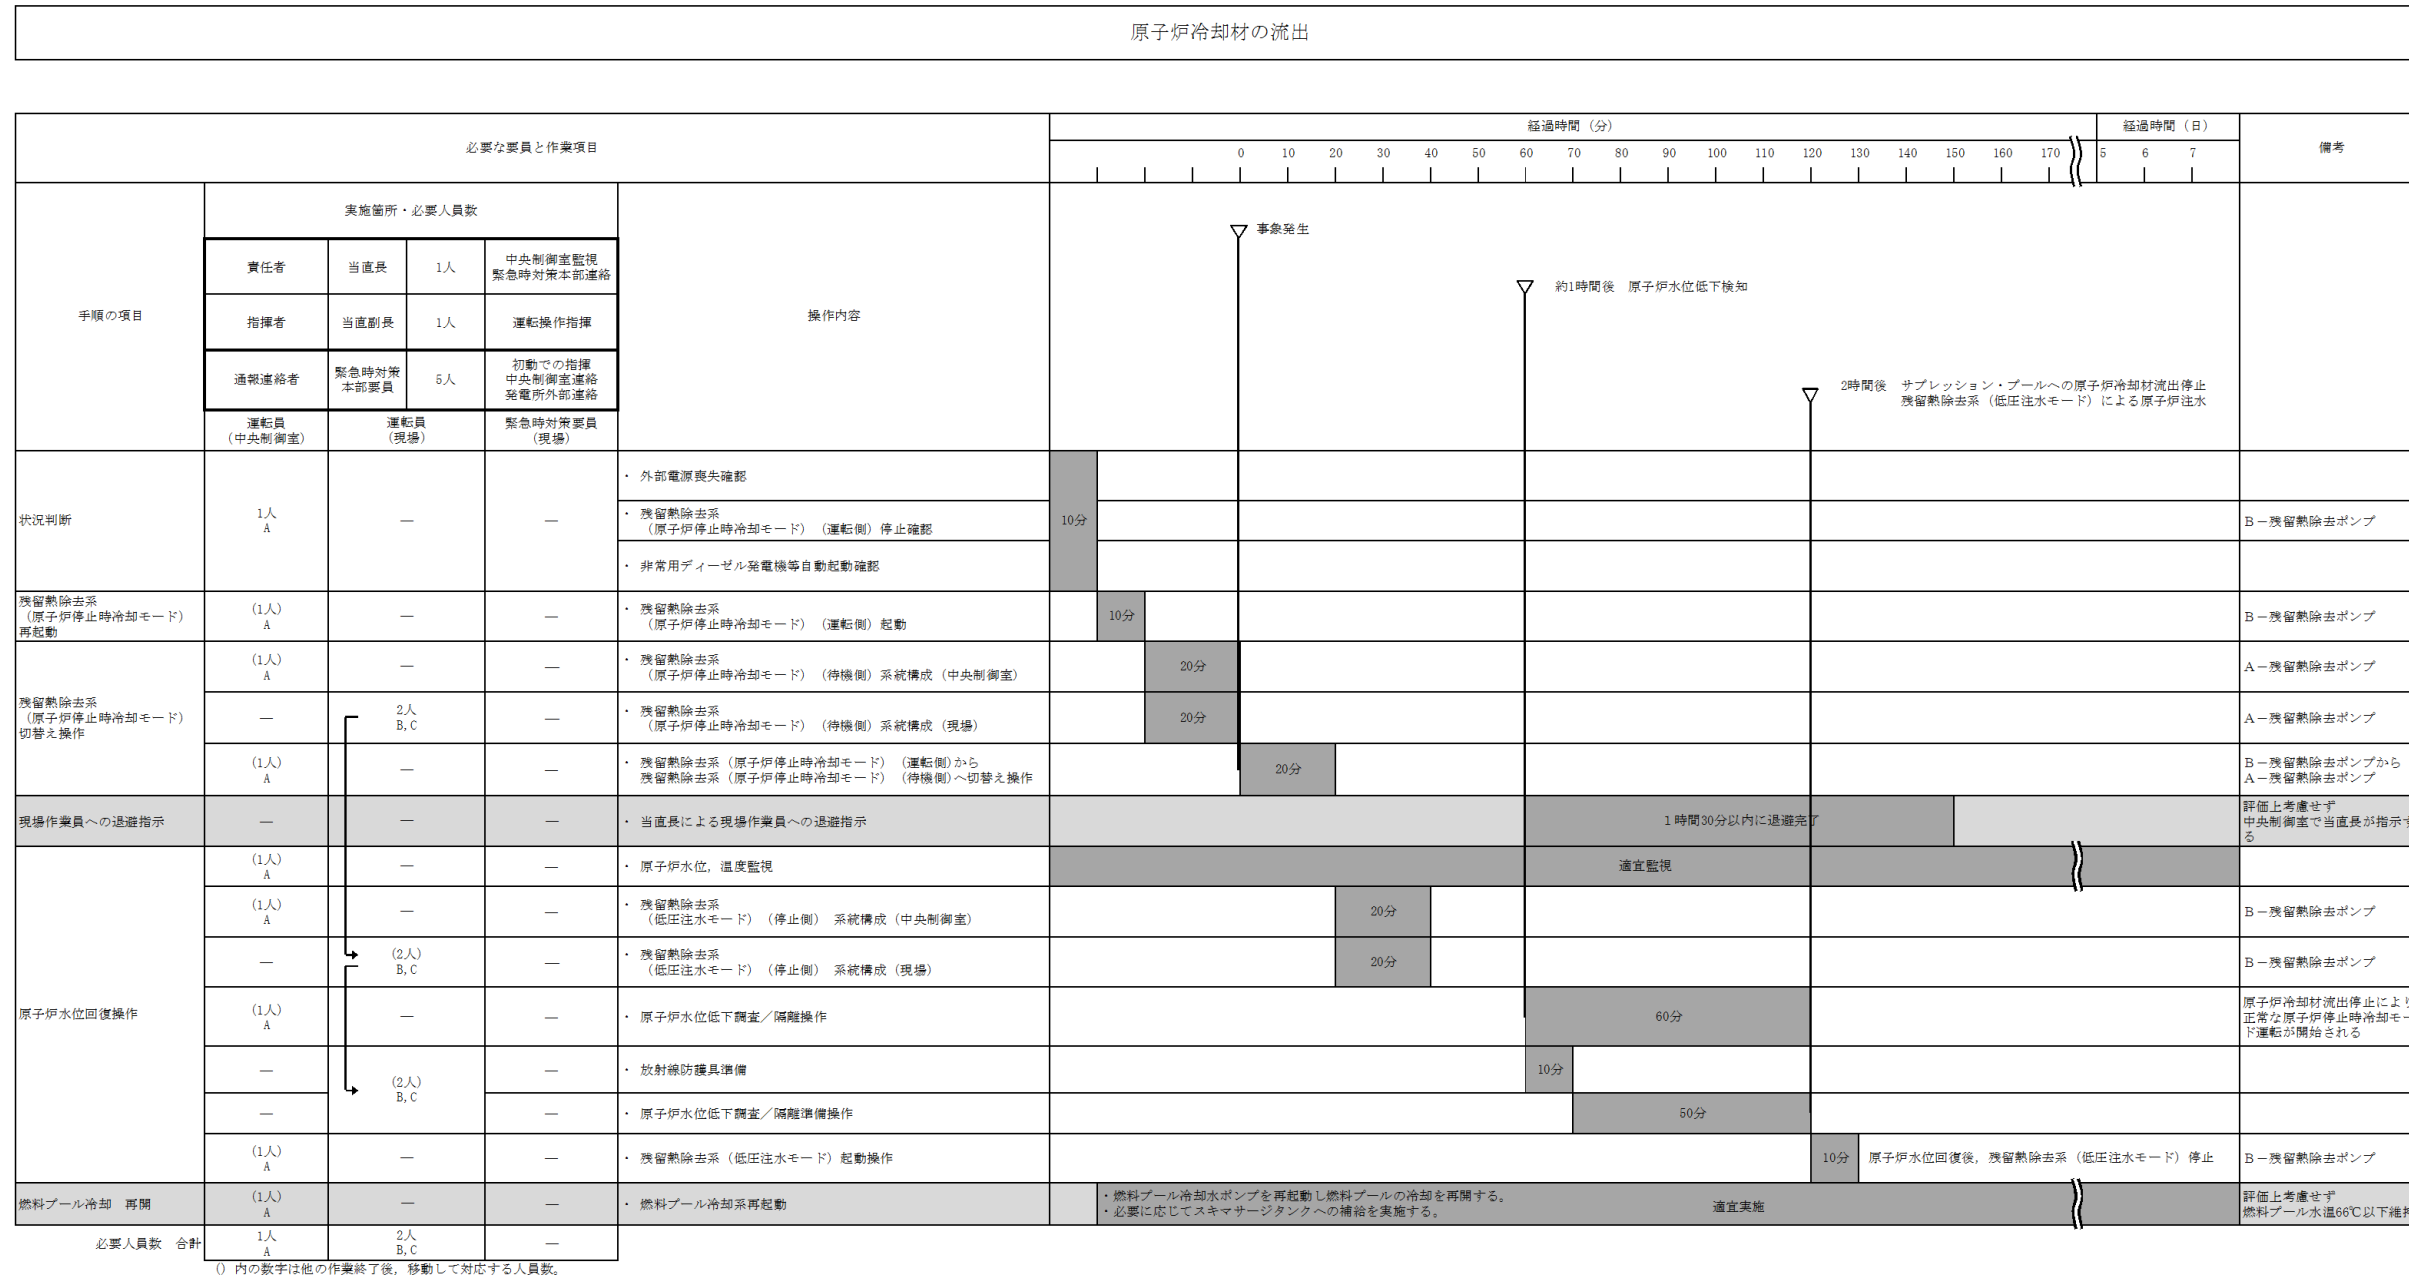 原子炉冷却材の流出
必要な要員と作業項目
経過時間（分）
経過時間（日）
備考
0 10 20 30 40 50 60 70 80 90 100 110 120 130 140 150 160 170 5 6 7
手順の項目
実施箇所・必要人員数
操作内容
責任者 当直長 1人 中央制御室監視
緊急時対策本部連絡
指揮者 当直副長 1人 運転操作指揮
通報連絡者 緊急時対策
本部要員
5人
初動での指揮
中央制御室連絡
発電所外部連絡
運転員
（中央制御室）
運転員
（現場）
緊急時対策要員
（現場）
事象発生
約1時間後　原子炉水位低下検知
2時間後　サプレッション・プールへの原子炉冷却材流出停止
残留熱除去系（低圧注水モード）による原子炉注水
状況判断
1人
A
―
―
・ 外部電源喪失確認
・ 残留熱除去系
（原子炉停止時冷却モード）（運転側）停止確認
・ 非常用ディーゼル発電機等自動起動確認
10分
B－残留熱除去ポンプ
残留熱除去系
（原子炉停止時冷却モード）
再起動
（1人）
A
―
―
・ 残留熱除去系
（原子炉停止時冷却モード）（運転側）起動
10分
B－残留熱除去ポンプ
残留熱除去系
（原子炉停止時冷却モード）
切替え操作
（1人）
A
―
―
・ 残留熱除去系
（原子炉停止時冷却モード）（待機側）系統構成（中央制御室）
20分
A－残留熱除去ポンプ
―
2人
B,C
―
・ 残留熱除去系
（原子炉停止時冷却モード）（待機側）系統構成（現場）
20分
A－残留熱除去ポンプ
（1人）
A
―
―
・ 残留熱除去系（原子炉停止時冷却モード）（運転側)から
残留熱除去系（原子炉停止時冷却モード）（待機側)へ切替え操作
20分
B－残留熱除去ポンプから
A－残留熱除去ポンプ
現場作業員への退避指示
―
―
―
・ 当直長による現場作業員への退避指示
１時間30分以内に退避完了
評価上考慮せず
中央制御室で当直長が指示す
る
原子炉水位回復操作
（1人）
A
―
―
・ 原子炉水位，温度監視
適宜監視
（1人）
A
―
―
・ 残留熱除去系
（低圧注水モード）（停止側）　系統構成（中央制御室）
20分
B－残留熱除去ポンプ
―
（2人）
B,C
―
・ 残留熱除去系
（低圧注水モード）（停止側）　系統構成（現場）
20分
B－残留熱除去ポンプ
（1人）
A
―
―
・ 原子炉水位低下調査／隔離操作
60分
原子炉冷却材流出停止により
正常な原子炉停止時冷却モー
ド運転が開始される
―
（2人）
B,C
―
・ 放射線防護具準備
10分
―
―
・ 原子炉水位低下調査／隔離準備操作
50分
（1人）
A
―
―
・ 残留熱除去系（低圧注水モード）起動操作
10分
原子炉水位回復後，残留熱除去系（低圧注水モード）停止
B－残留熱除去ポンプ
燃料プール冷却　再開
（1人）
A
―
―
・ 燃料プール冷却系再起動
・燃料プール冷却水ポンプを再起動し燃料プールの冷却を再開する。
・必要に応じてスキマサージタンクへの補給を実施する。
適宜実施
評価上考慮せず
燃料プール水温66℃以下維持
必要人員数　合計
1人
A
2人
B,C
―
（）内の数字は他の作業終了後，移動して対応する人員数。